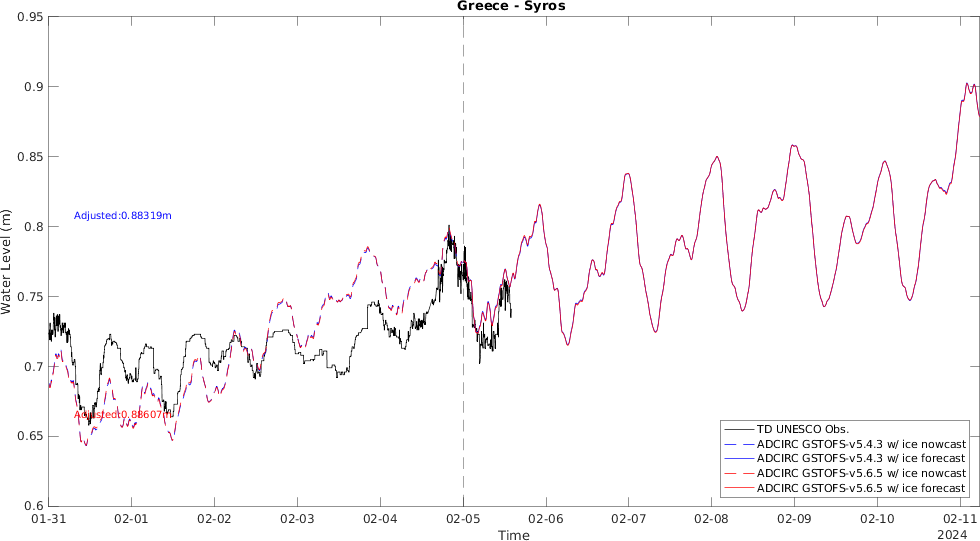 Greece - Syros
0.95
0.9
0.85
0.8
0.75
0.7
0.65
0.6
Water Level (m)
Adjusted:0.88319m
Adjusted:0.88607m
TD UNESCO Obs.
ADCIRC GSTOFS-v5.4.3 w/ ice nowcast
ADCIRC GSTOFS-v5.4.3 w/ ice forecast
ADCIRC GSTOFS-v5.6.5 w/ ice nowcast
ADCIRC GSTOFS-v5.6.5 w/ ice forecast
01-31 02-01 02-02 02-03 02-04 02-05 02-06 02-07 02-08 02-09 02-10 02-11
Time
2024